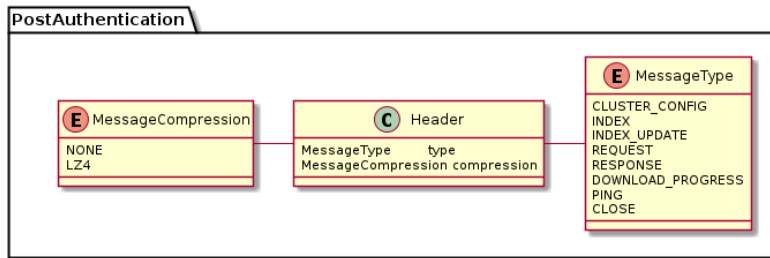 PostAuthentication
E MessageCompression
NONE
LZ4
C Header
MessageType type
MessageCompression compression
E MessageType
CLUSTER_CONFIG
INDEX
INDEX_UPDATE
REQUEST
RESPONSE
DOWNLOAD_PROGRESS
PING
CLOSE